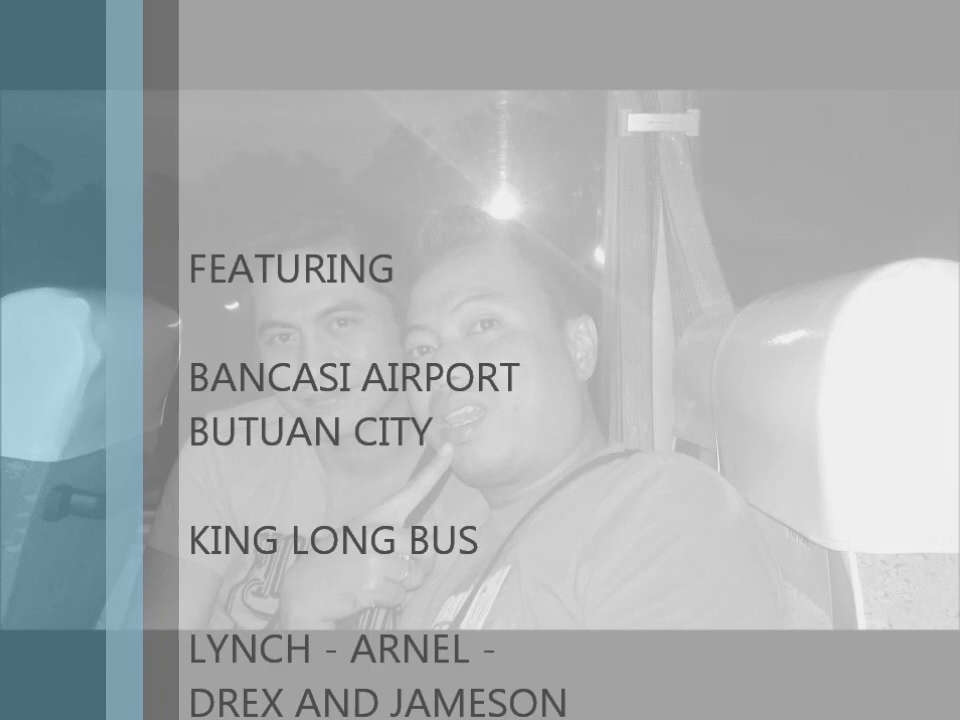 FEATURING
BANCASI AIRPORT
BUTUAN CITY
KING LONG BUS
LYNCH - ARNEL -
DREX AND JAMESON